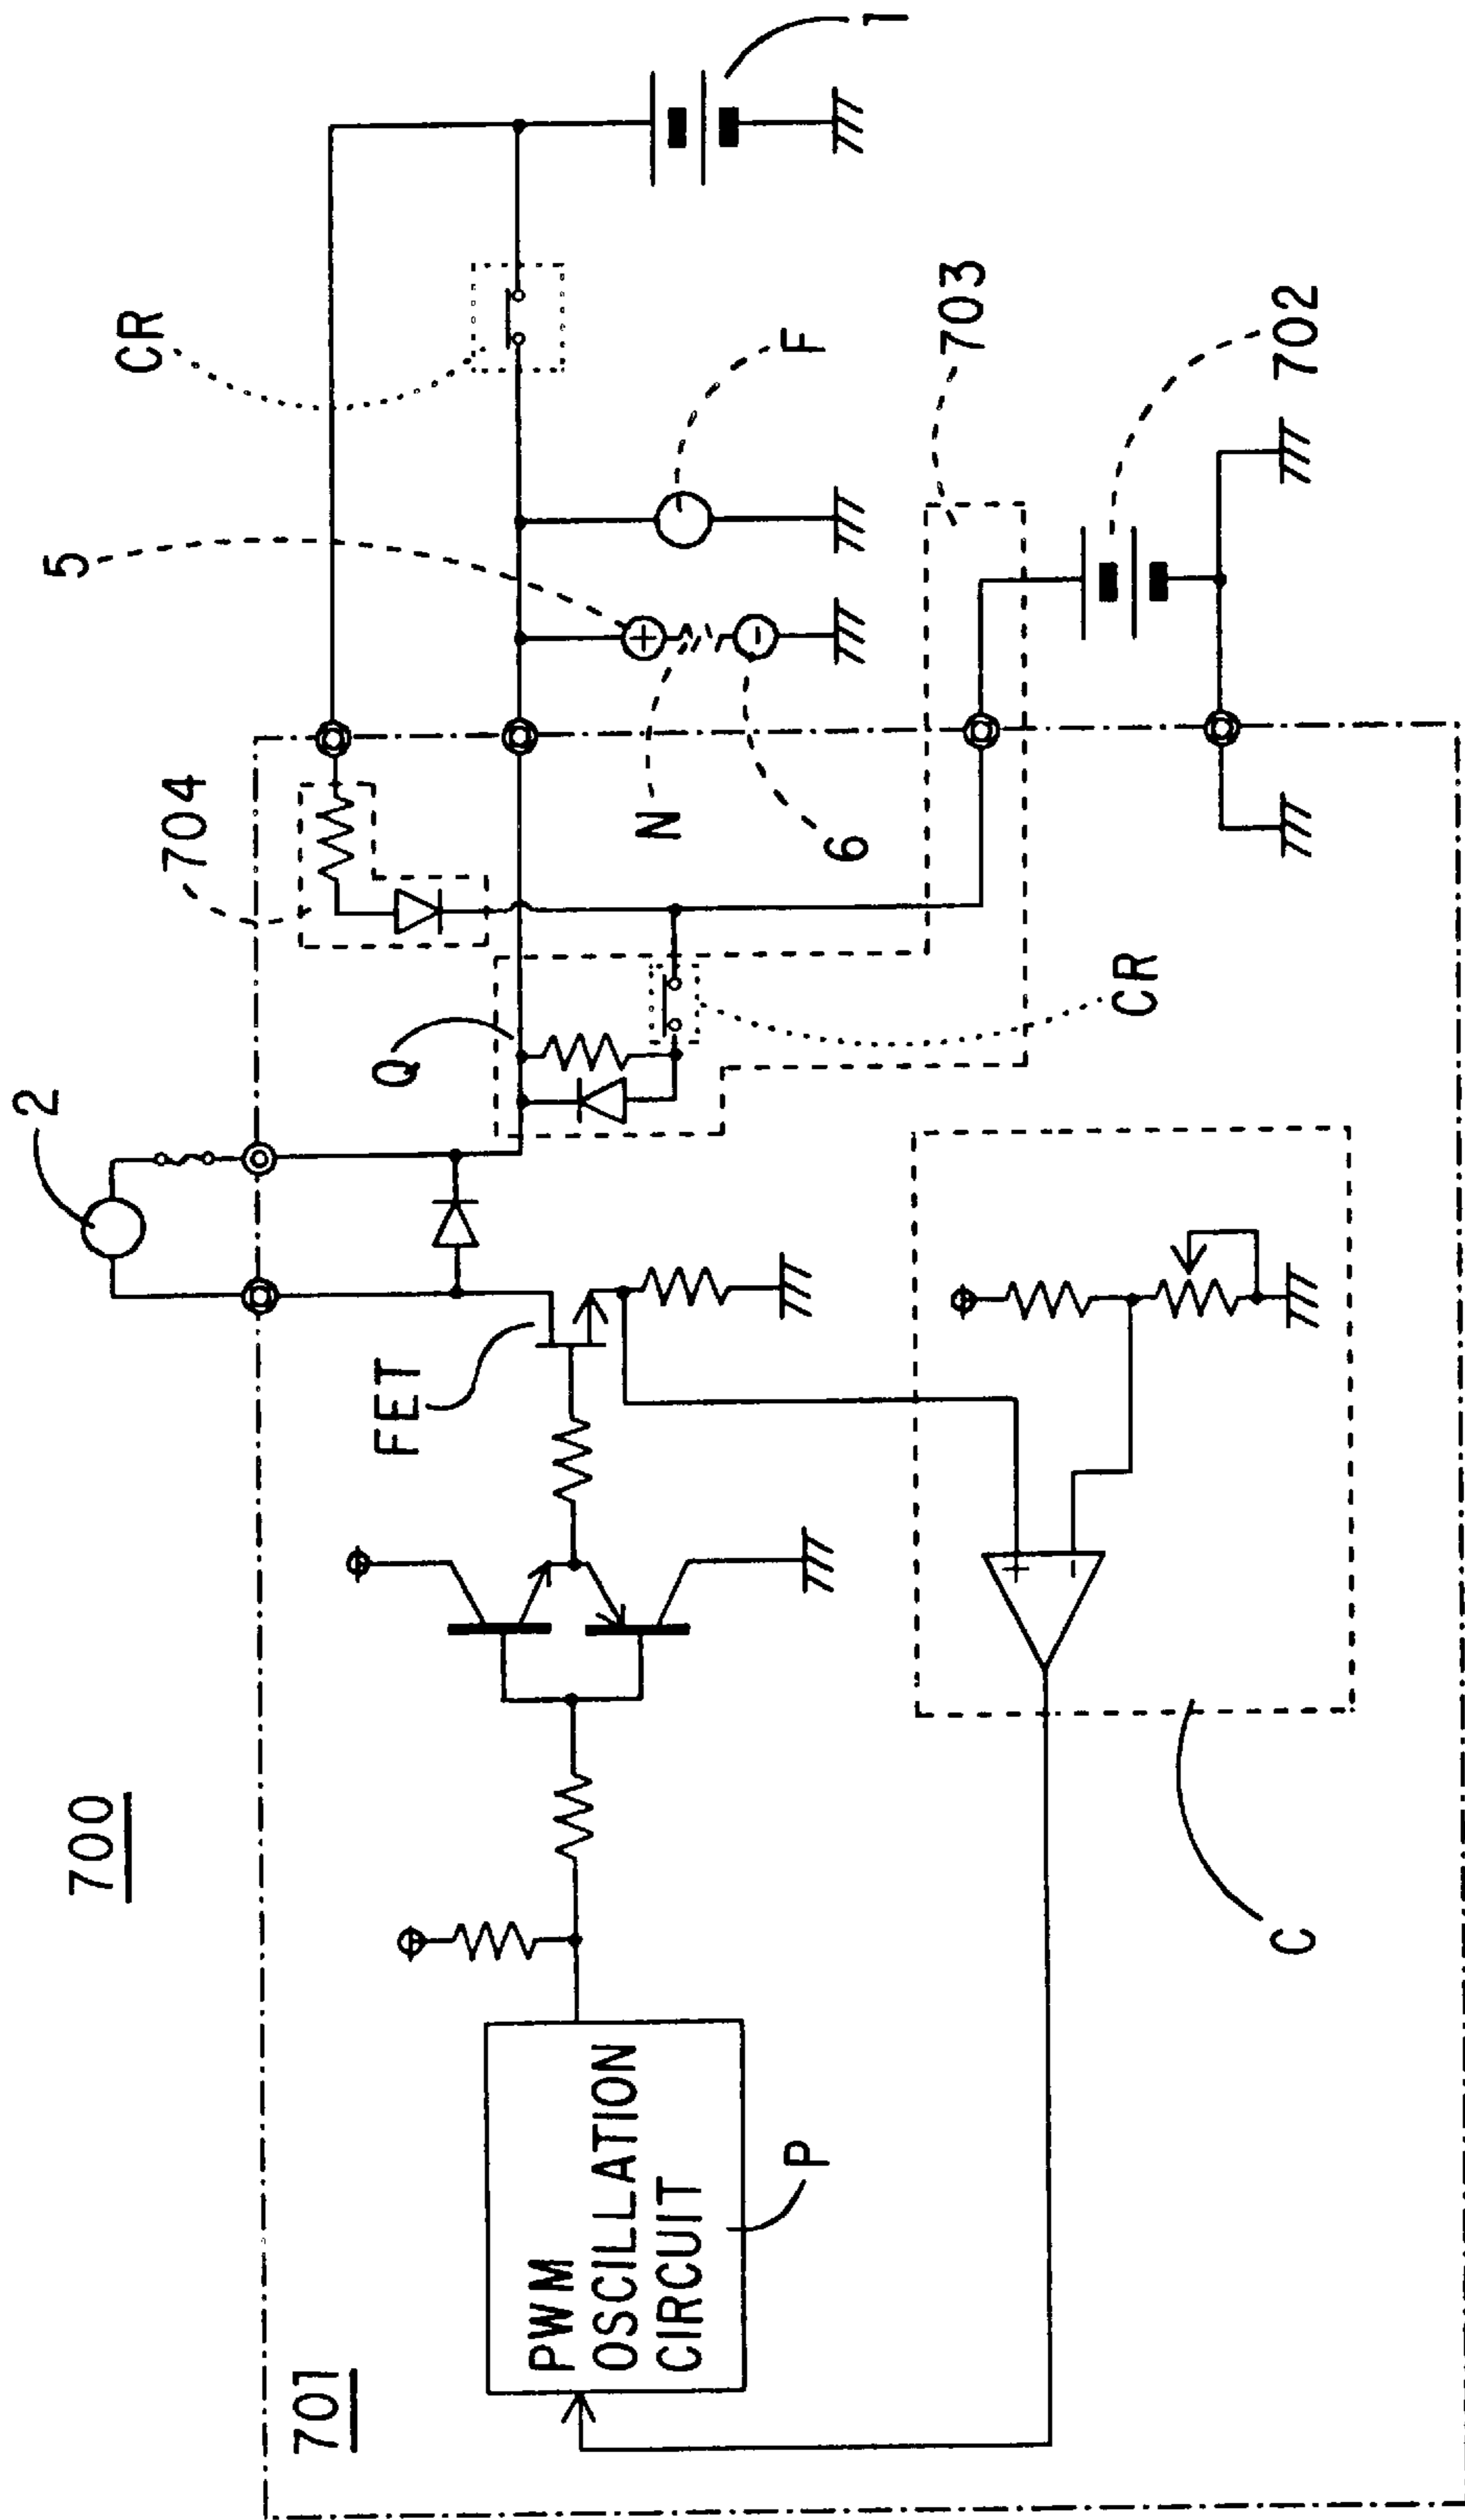 700
701
PWM
OSCILLATION
CIRCUIT
P
C
FET
2
Q
704
CR
N
6
5
F
CR
703
702
1
+
-
+
-